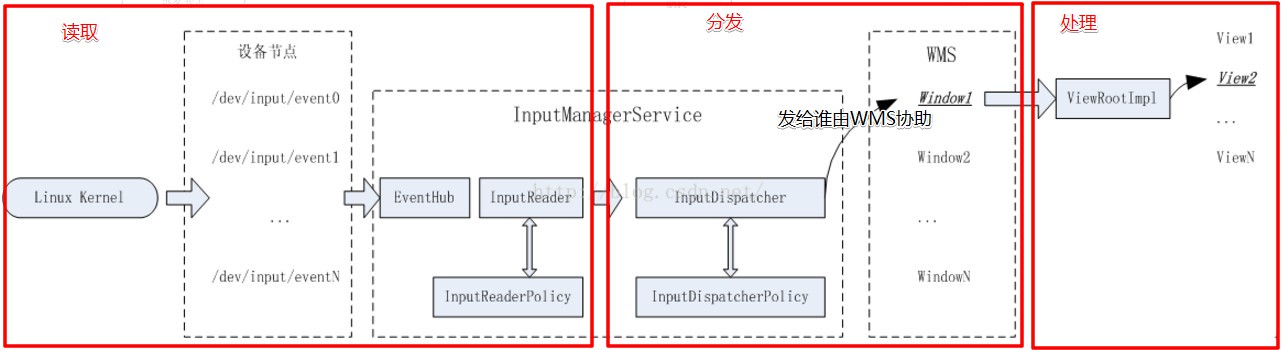 读取
设备节点
/dev/input/event0
/dev/input/event1
...
/dev/input/eventN
Linux Kernel
InputManagerService
EventHub
InputReader
InputReaderPolicy
分发
发给谁由WMS协助
InputDispatcher
InputDispatcherPolicy
WMS
Window1
Window2
...
WindowN
处理
ViewRootImpl
View1
View2
...
ViewN
http://blog.csdn.net/